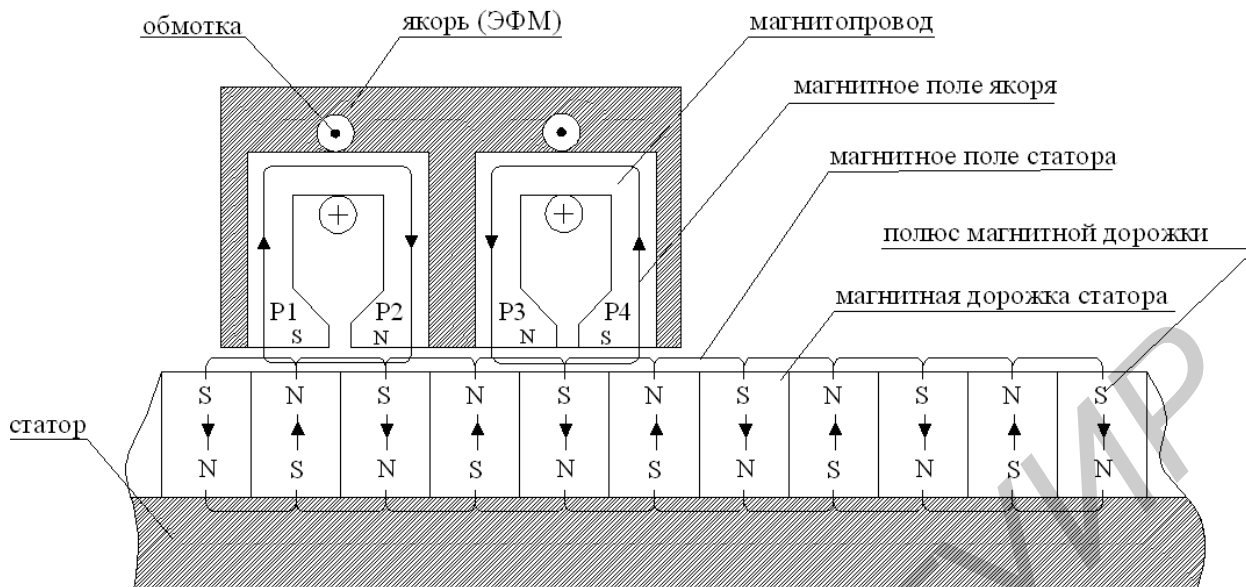 обмотка
якорь (ЭФМ)
магнитопровод
магнитное поле якоря
магнитное поле статора
полюс магнитной дорожки
магнитная дорожка статора
P1 P2 P3 P4
S N N S
S N S N S N S N S N S
статор
N S N S N S N S N S N
УИР